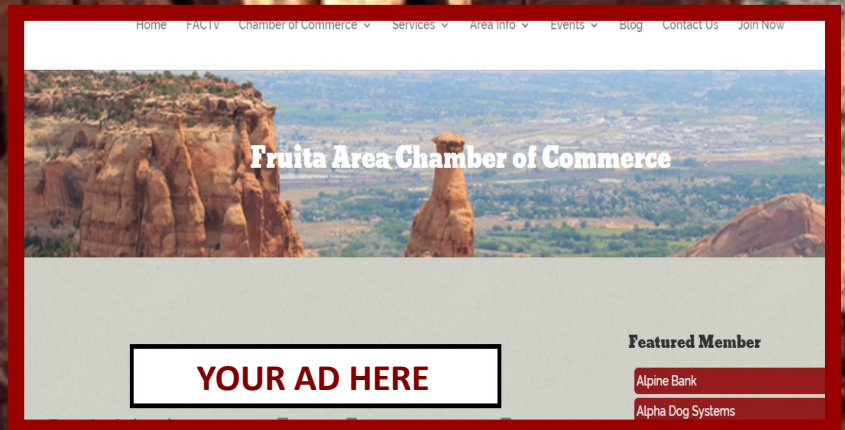 Home FACTV Chamber of Commerce Services Area Info Events Blog Contact Us Join Now
Fruita Area Chamber of Commerce
YOUR AD HERE
Featured Member
Alpine Bank
Alpha Dog Systems